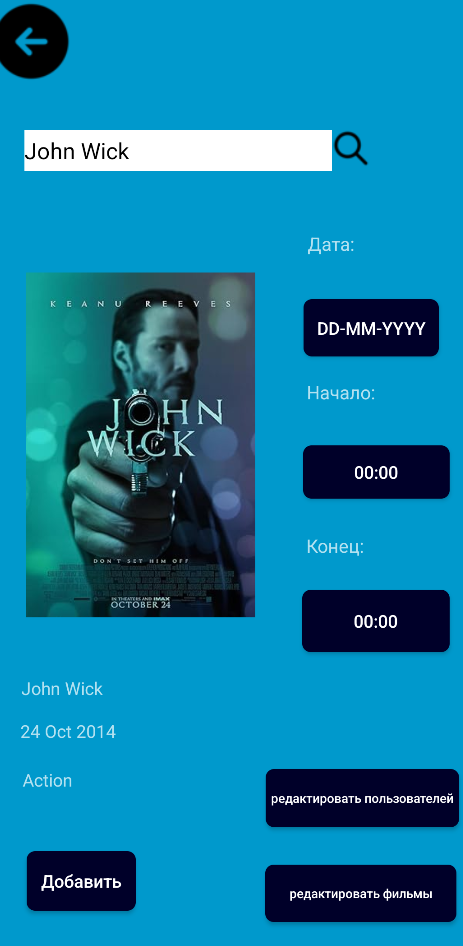 John Wick
Дата:
KEANU REEVES
DD-MM-YYYY
Начало:
JOHN
WICK
00:00
Конец:
DON'T SET HIM OFF.
IN THEATERS AND IMAX
OCTOBER 24
00:00
John Wick
24 Oct 2014
Action
редактировать пользователей
Добавить
редактировать фильмы